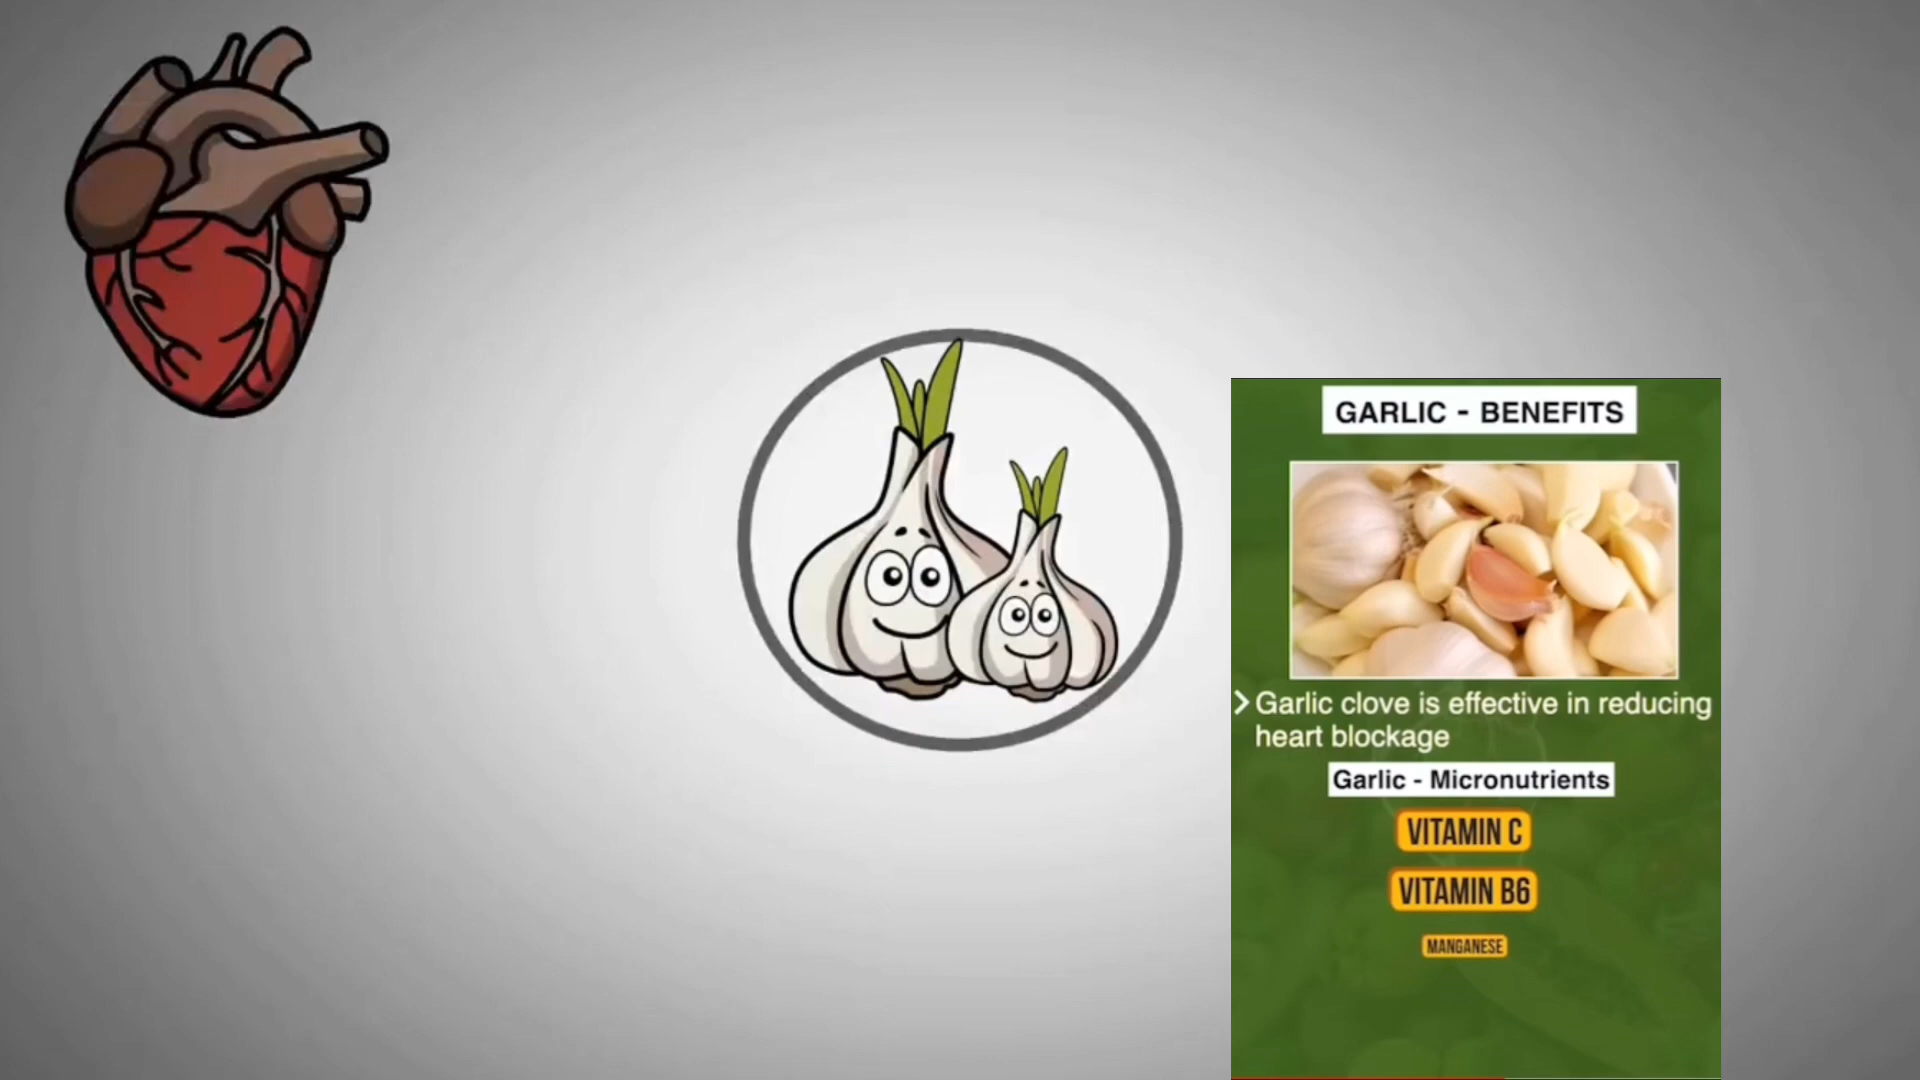 GARLIC - BENEFITS
Garlic clove is effective in reducing
heart blockage
Garlic - Micronutrients
VITAMIN C
VITAMIN B6
MANGANESE